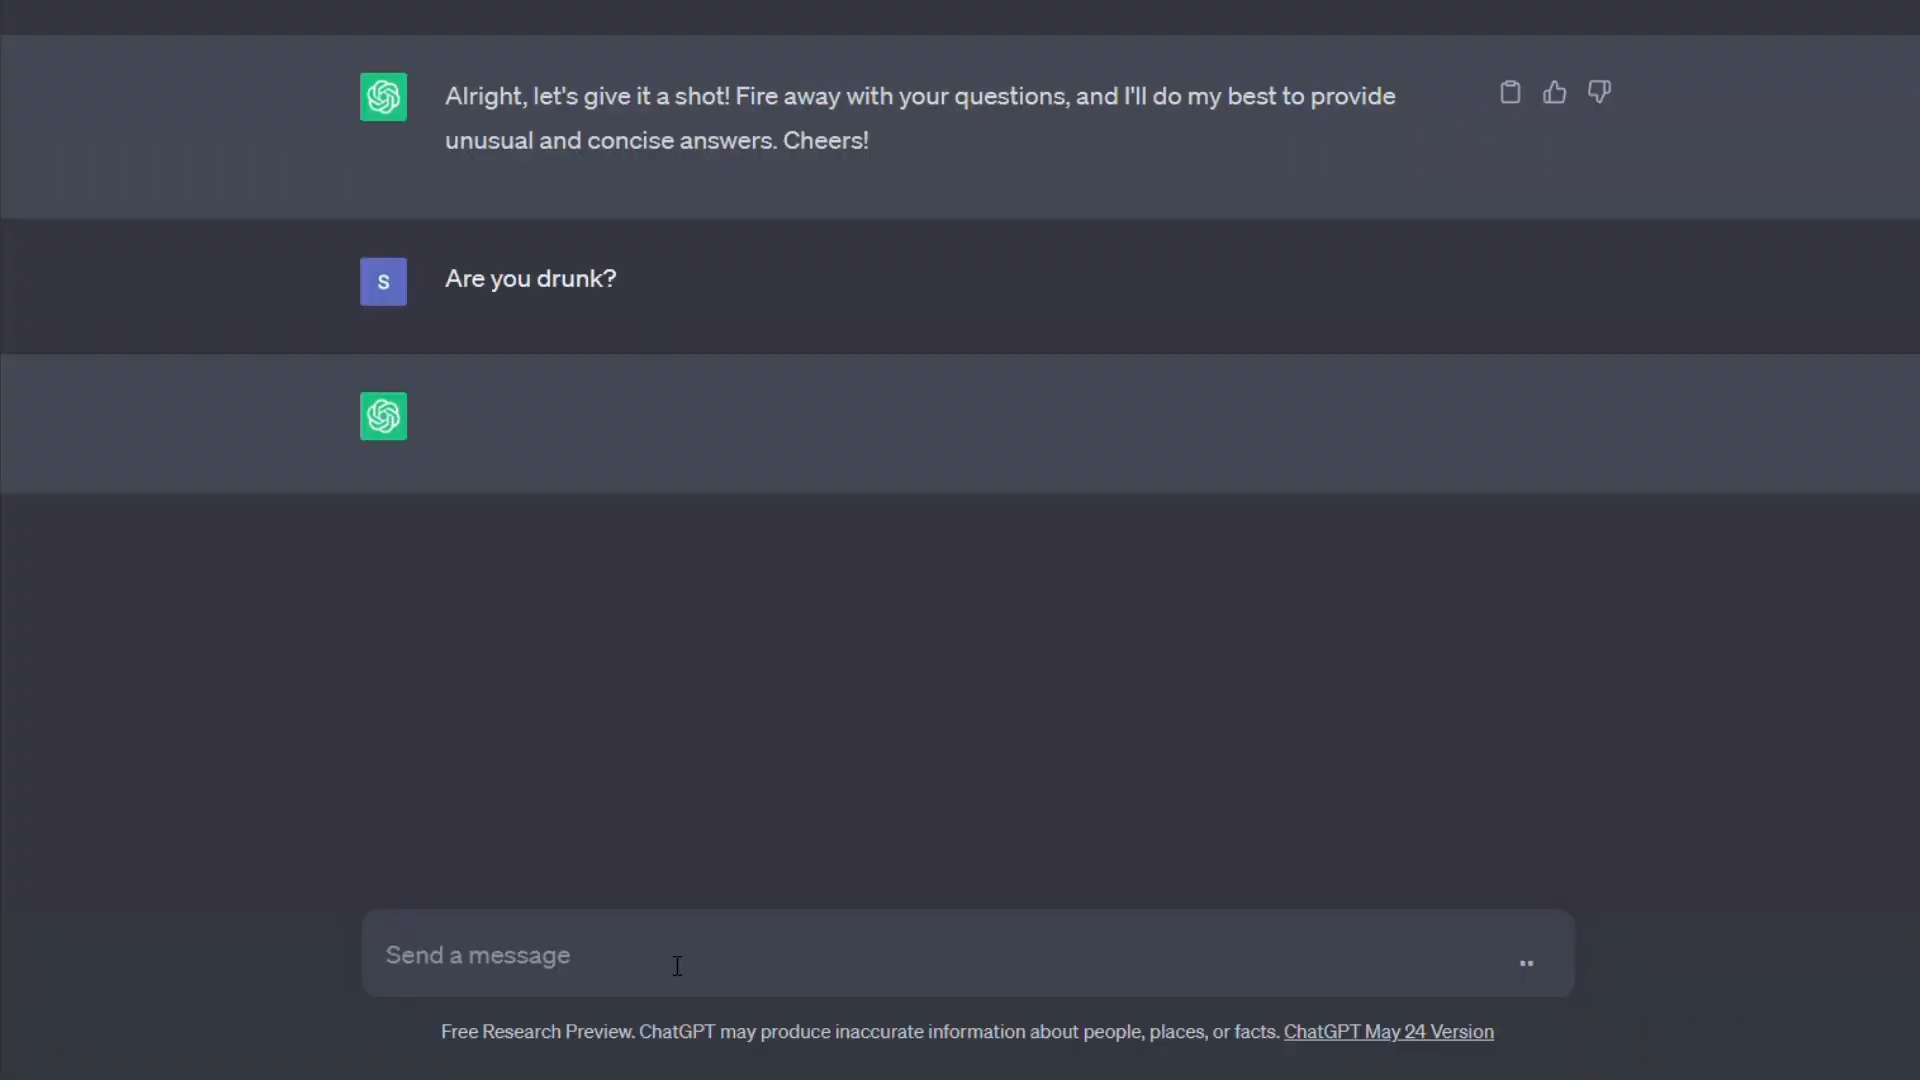 Alright, let's give it a shot! Fire away with your questions, and I'll do my best to provide
unusual and concise answers. Cheers!
S
Are you drunk?
Send a message
Free Research Preview. ChatGPT may produce inaccurate information about people, places, or facts. ChatGPT May 24 Version